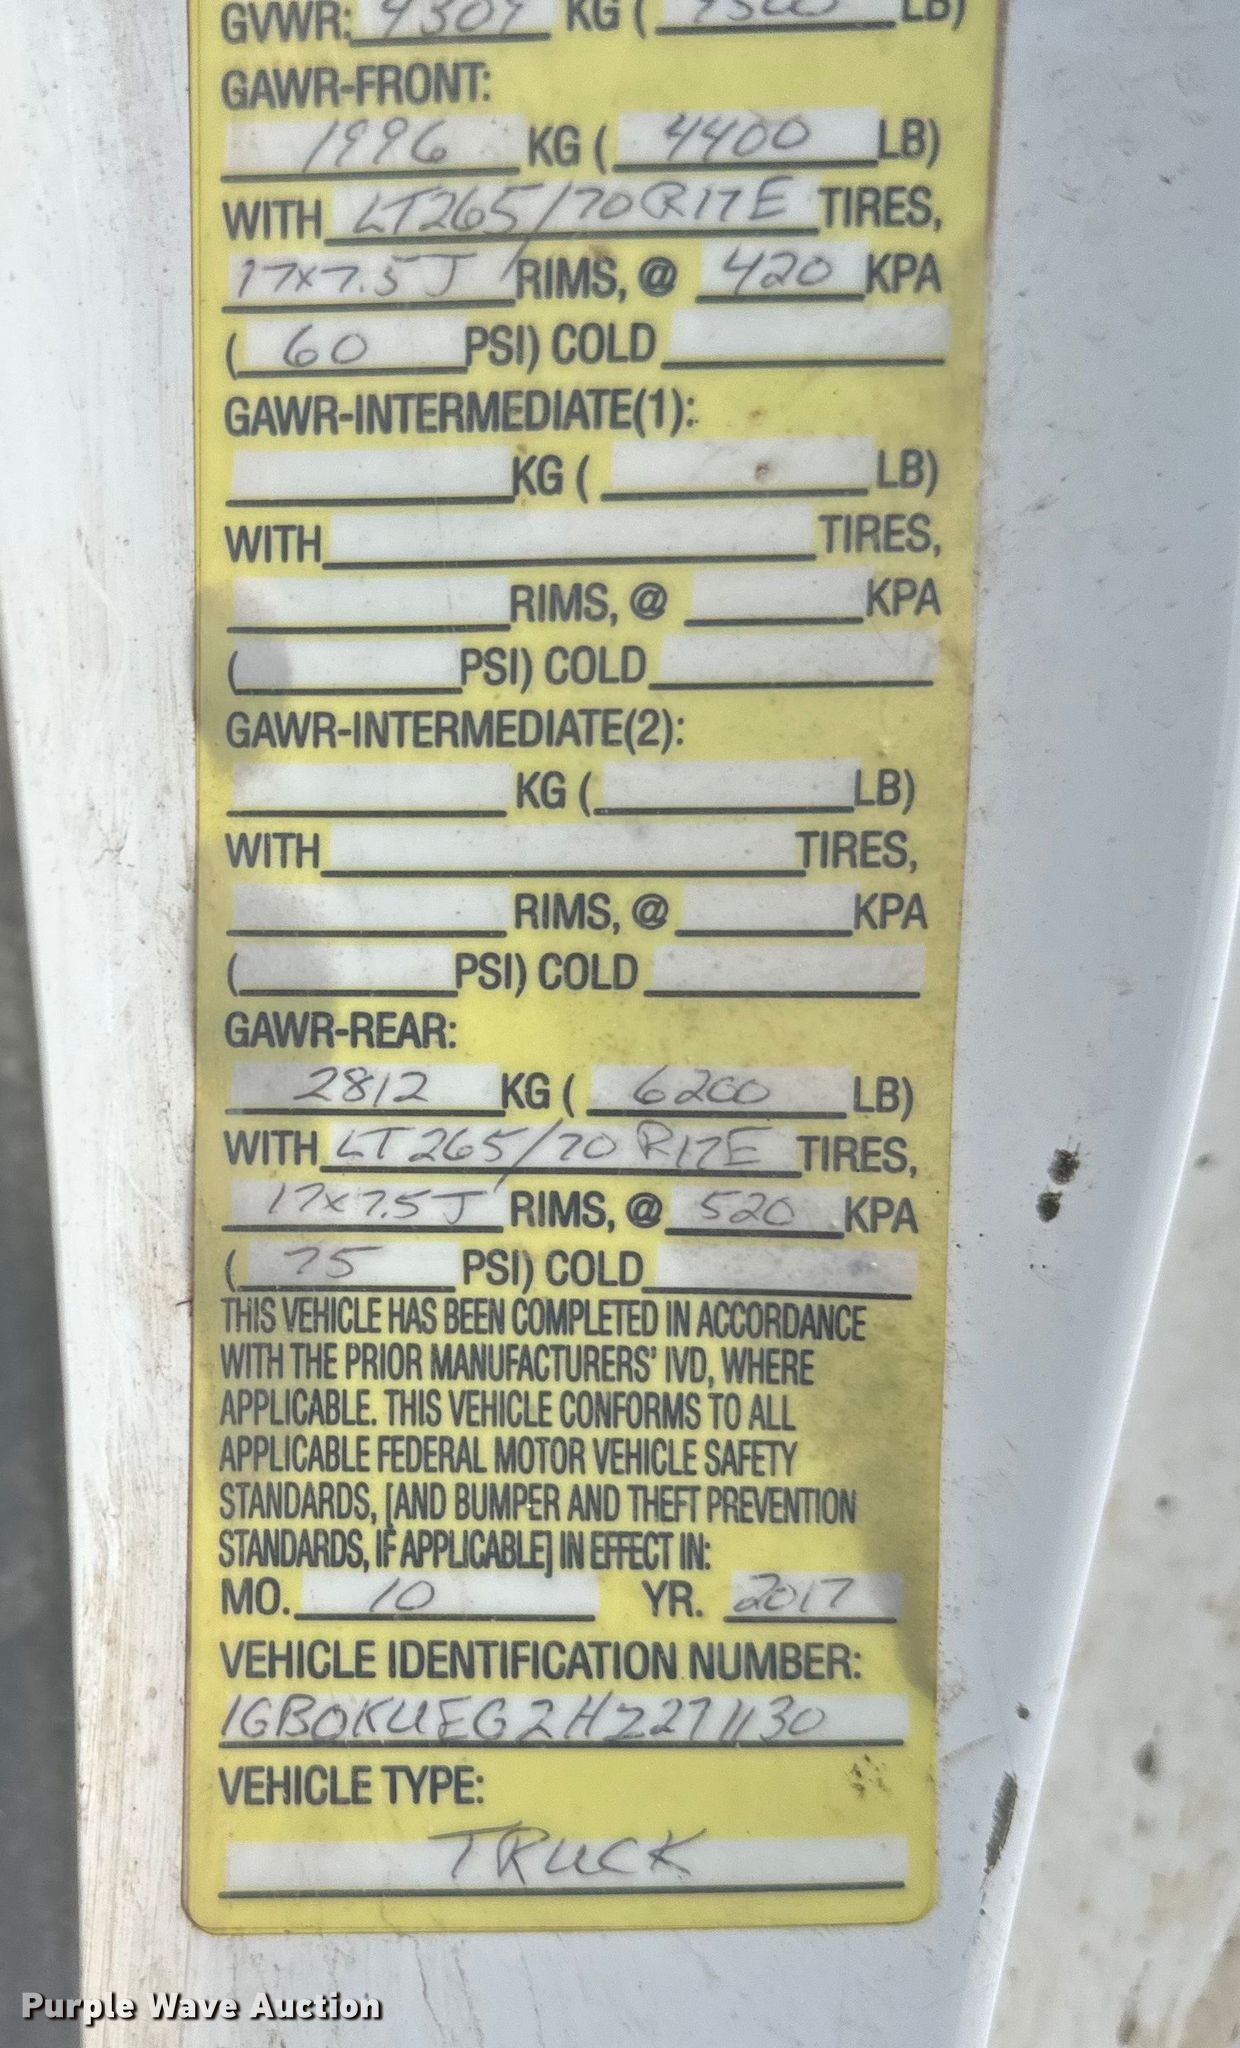 GVWR: 4309 KG ( 9500 LB)
GAWR-FRONT:
1996 KG ( 4400 LB)
WITH LT265/70R17E TIRES,
17x7.5J RIMS, @ 420 KPA
( 60 PSI) COLD
GAWR-INTERMEDIATE(1):
KG ( LB)
WITH TIRES,
RIMS, @ KPA
( PSI) COLD
GAWR-INTERMEDIATE(2):
KG ( LB)
WITH TIRES,
RIMS, @ KPA
( PSI) COLD
GAWR-REAR:
2812 KG ( 6200 LB)
WITH LT265/70 R17E TIRES,
17x7.5J RIMS, @ 520 KPA
( 75 PSI) COLD
THIS VEHICLE HAS BEEN COMPLETED IN ACCORDANCE
WITH THE PRIOR MANUFACTURERS' IVD, WHERE
APPLICABLE. THIS VEHICLE CONFORMS TO ALL
APPLICABLE FEDERAL MOTOR VEHICLE SAFETY
STANDARDS, [AND BUMPER AND THEFT PREVENTION
STANDARDS, IF APPLICABLE] IN EFFECT IN:
MO. 10 YR. 2017
VEHICLE IDENTIFICATION NUMBER:
1GB0KUEG2HZ271130
VEHICLE TYPE:
TRUCK
Purple Wave Auction